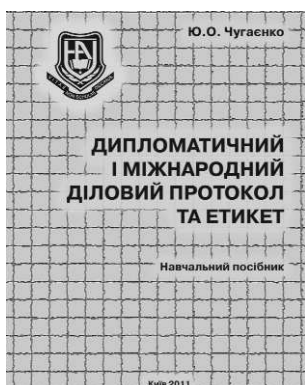 Ю.О. Чугаєнко
ДИПЛОМАТИЧНИЙ
І МІЖНАРОДНИЙ
ДІЛОВИЙ ПРОТОКОЛ
ТА ЕТИКЕТ
Навчальний посібник
Київ 2011